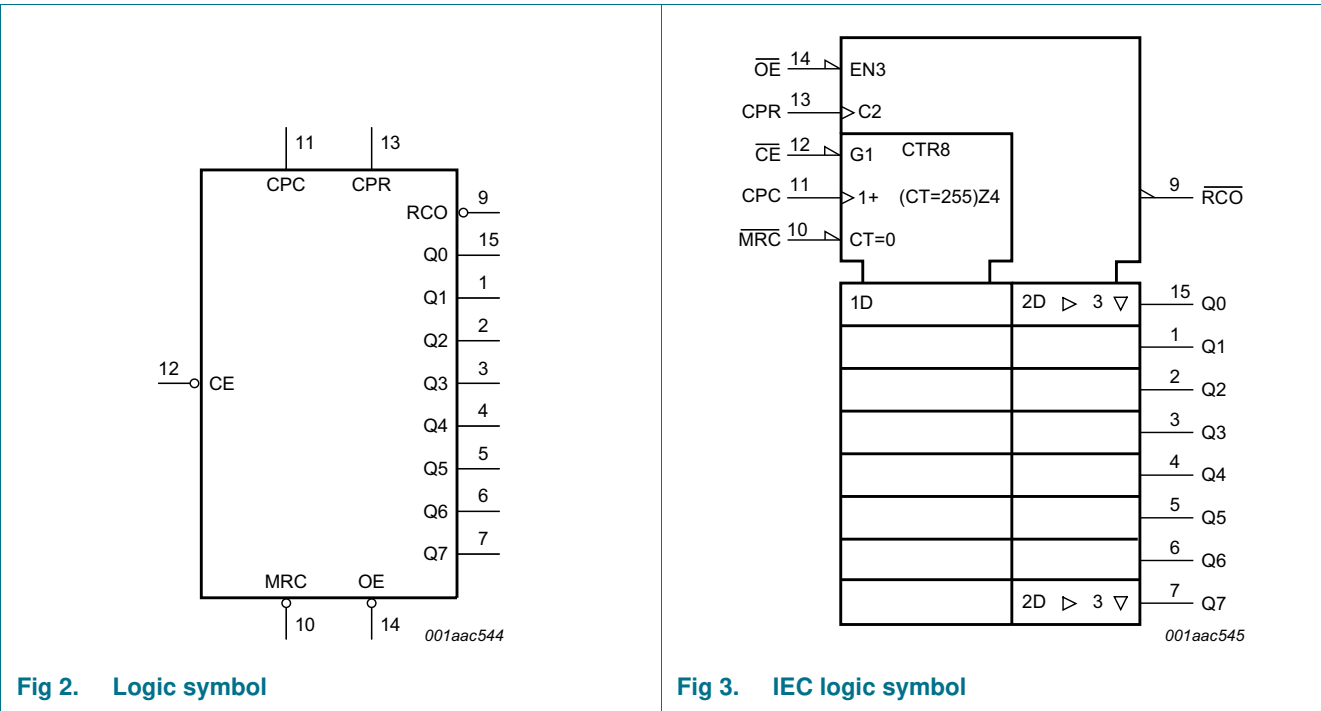 11 13
CPC CPR
RCO 9
Q0 15
Q1 1
Q2 2
12 CE Q3 3
Q4 4
Q5 5
Q6 6
Q7 7
MRC OE
10 14
001aac544
Fig 2. Logic symbol
O̅E̅ 14 EN3
CPR 13 C2
C̅E̅ 12 G1 CTR8
CPC 11 1+ (CT=255)Z4 9 R̅C̅O̅
M̅R̅C̅ 10 CT=0
1D 2D ▷ 3 ▽ 15 Q0
1 Q1
2 Q2
3 Q3
4 Q4
5 Q5
6 Q6
2D ▷ 3 ▽ 7 Q7
001aac545
Fig 3. IEC logic symbol